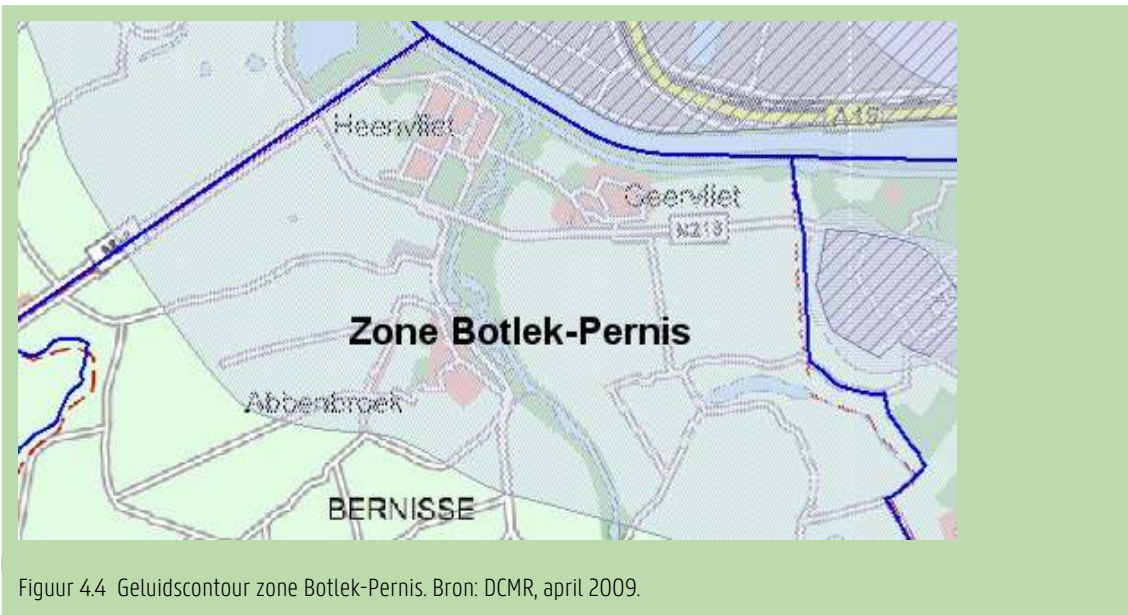 A15
Heenvliet
Geervliet
N218
Zone Botlek-Pernis
Abbenbroek
BERNISSE
Figuur 4.4 Geluidscontour zone Botlek-Pernis. Bron: DCMR, april 2009.